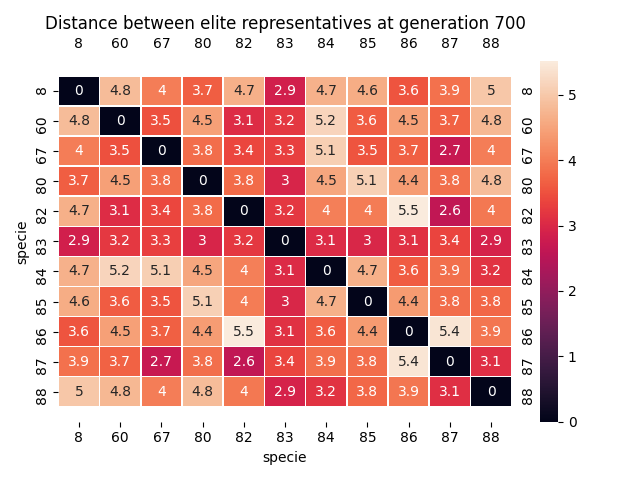 Distance between elite representatives at generation 700
8 60 67 80 82 83 84 85 86 87 88
8 0 4.8 4 3.7 4.7 2.9 4.7 4.6 3.6 3.9 5 8
60 4.8 0 3.5 4.5 3.1 3.2 5.2 3.6 4.5 3.7 4.8 60
67 4 3.5 0 3.8 3.4 3.3 5.1 3.5 3.7 2.7 4 67
80 3.7 4.5 3.8 0 3.8 3 4.5 5.1 4.4 3.8 4.8 80
82 4.7 3.1 3.4 3.8 0 3.2 4 4 5.5 2.6 4 82
83 2.9 3.2 3.3 3 3.2 0 3.1 3 3.1 3.4 2.9 83
84 4.7 5.2 5.1 4.5 4 3.1 0 4.7 3.6 3.9 3.2 84
85 4.6 3.6 3.5 5.1 4 3 4.7 0 4.4 3.8 3.8 85
86 3.6 4.5 3.7 4.4 5.5 3.1 3.6 4.4 0 5.4 3.9 86
87 3.9 3.7 2.7 3.8 2.6 3.4 3.9 3.8 5.4 0 3.1 87
88 5 4.8 4 4.8 4 2.9 3.2 3.8 3.9 3.1 0 88
8 60 67 80 82 83 84 85 86 87 88
specie
specie
5
4
3
2
1
0